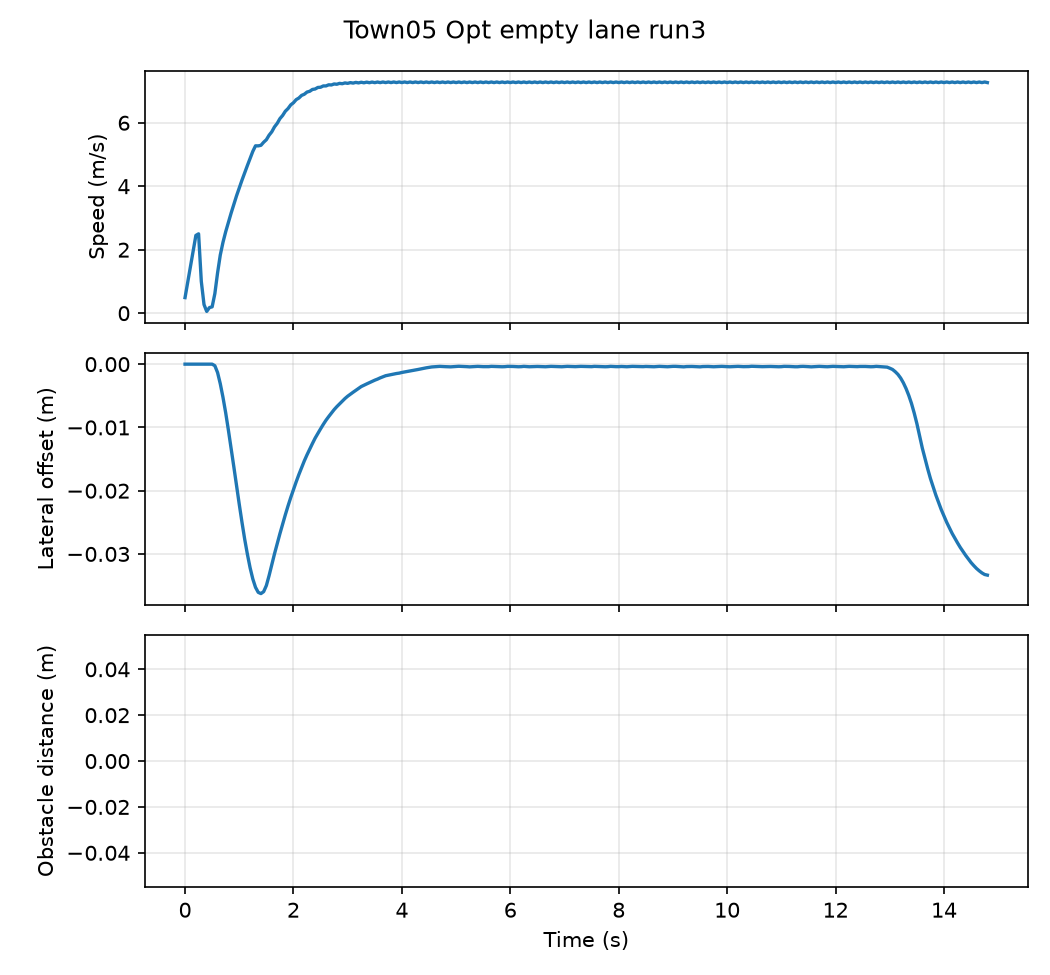 Town05 Opt empty lane run3
Speed (m/s)
6
4
2
0
Lateral offset (m)
0.00
−0.01
−0.02
−0.03
Obstacle distance (m)
0.04
0.02
0.00
−0.02
−0.04
0 2 4 6 8 10 12 14
Time (s)